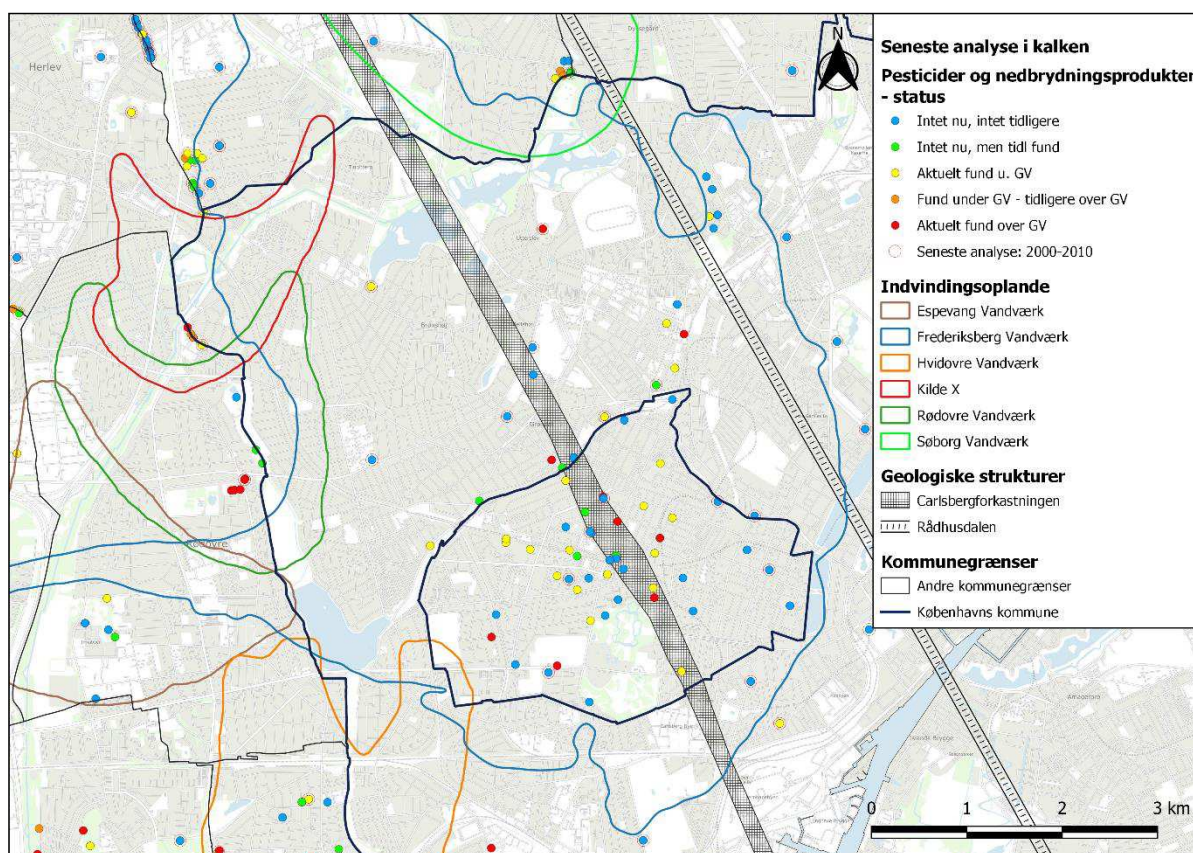 Herlev
Dyssegård
N
Seneste analyse i kalken
Pesticider og nedbrydningsprodukter
- status
Intet nu, intet tidligere
Intet nu, men tidl fund
Aktuelt fund u. GV
Fund under GV - tidligere over GV
Aktuelt fund over GV
Seneste analyse: 2000-2010
Indvindingsoplande
Espevang Vandværk
Frederiksberg Vandværk
Hvidovre Vandværk
Kilde X
Rødovre Vandværk
Søborg Vandværk
Geologiske strukturer
Carlsbergforkastningen
Rådhusdalen
Kommunegrænser
Andre kommunegrænser
Københavns kommune
0 1 2 3 km